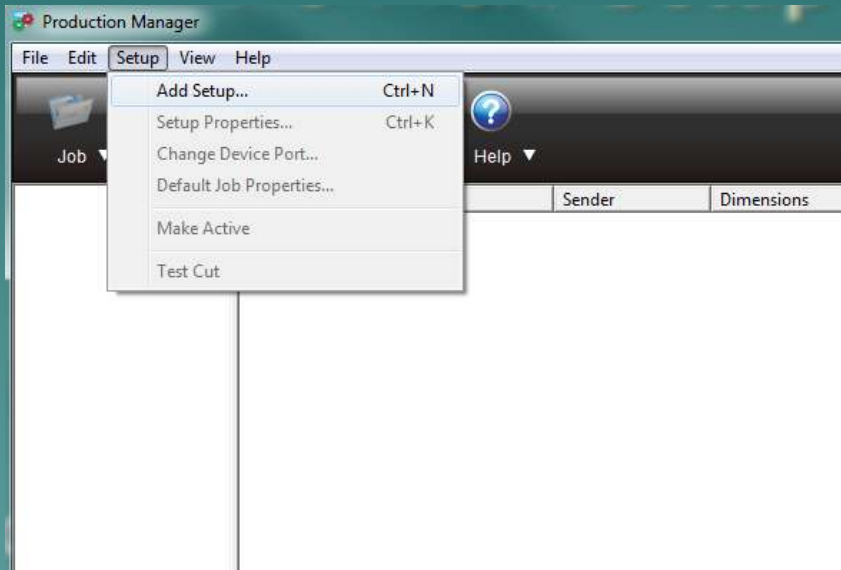 Production Manager
File Edit Setup View Help
Add Setup... Ctrl+N
Setup Properties... Ctrl+K
Change Device Port...
Default Job Properties...
Make Active
Test Cut
Job ▼
Help ▼
Sender Dimensions